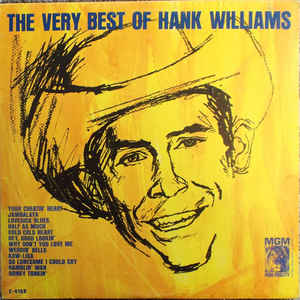 THE VERY BEST OF HANK WILLIAMS
YOUR CHEATIN' HEART
JAMBALAYA
LOVESICK BLUES
HALF AS MUCH
COLD COLD HEART
HEY, GOOD LOOKIN'
WHY DON'T YOU LOVE ME
WEDDIN' BELLS
KAW-LIGA
SO LONESOME I COULD CRY
RAMBLIN' MAN
HONKY TONKIN'
E-4168
MGM